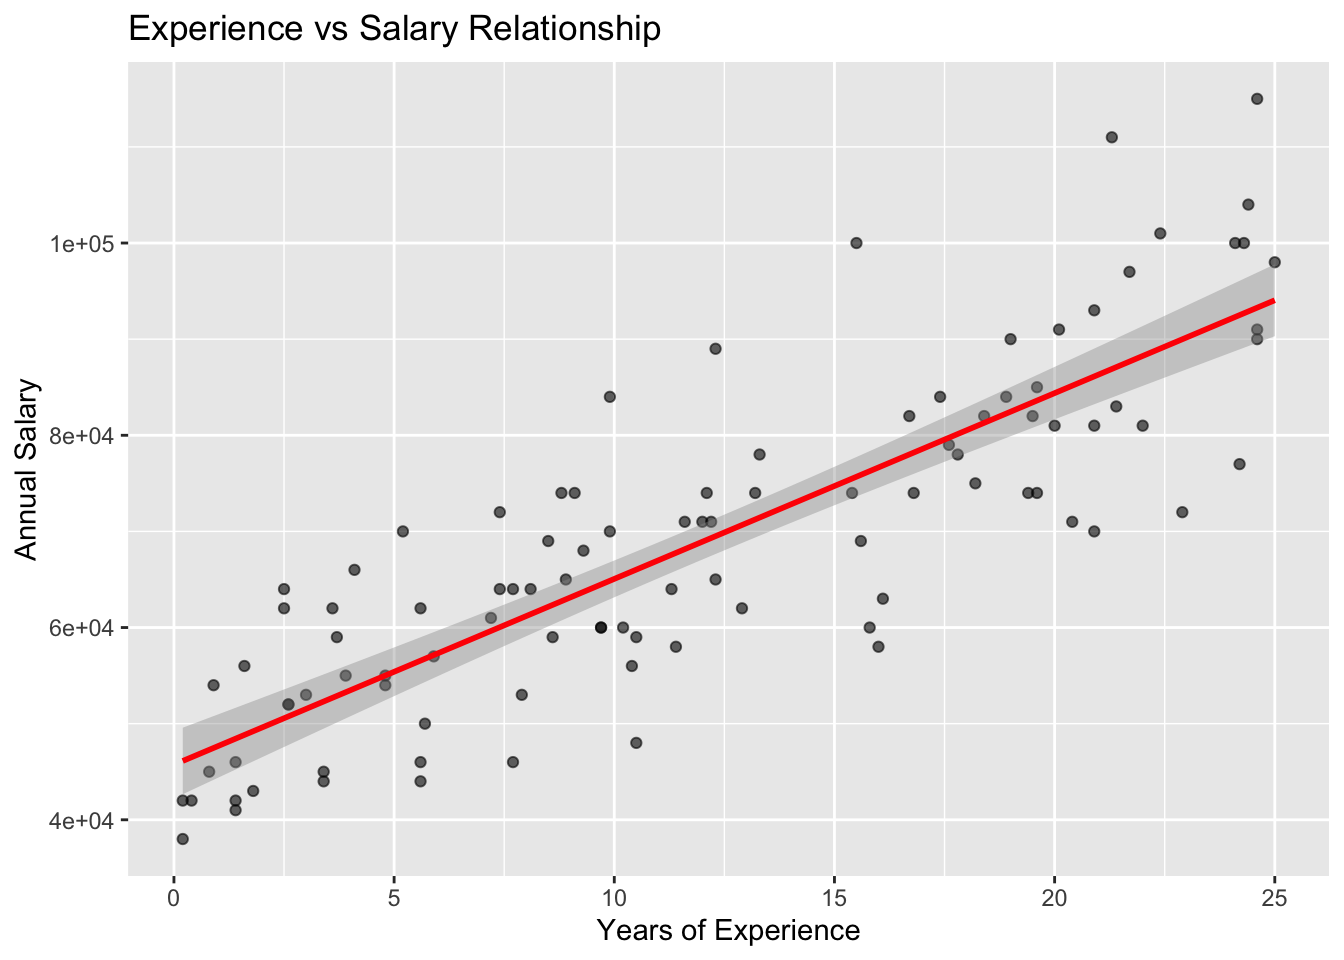 Experience vs Salary Relationship
Annual Salary
1e+05
8e+04
6e+04
4e+04
0 5 10 15 20 25
Years of Experience